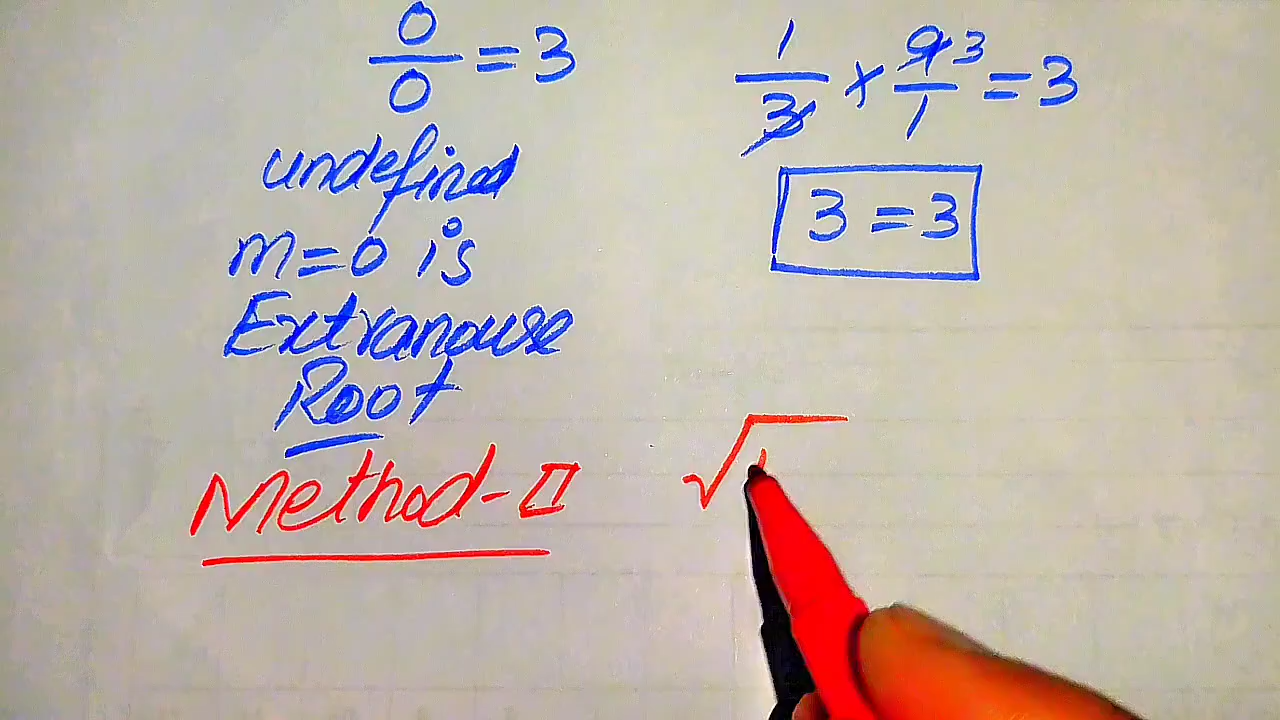 0/0 = 3
undefined
m=0 is
Extranouse
Root
1/3 × 9/1 3 = 3
3 = 3
Method-II
√